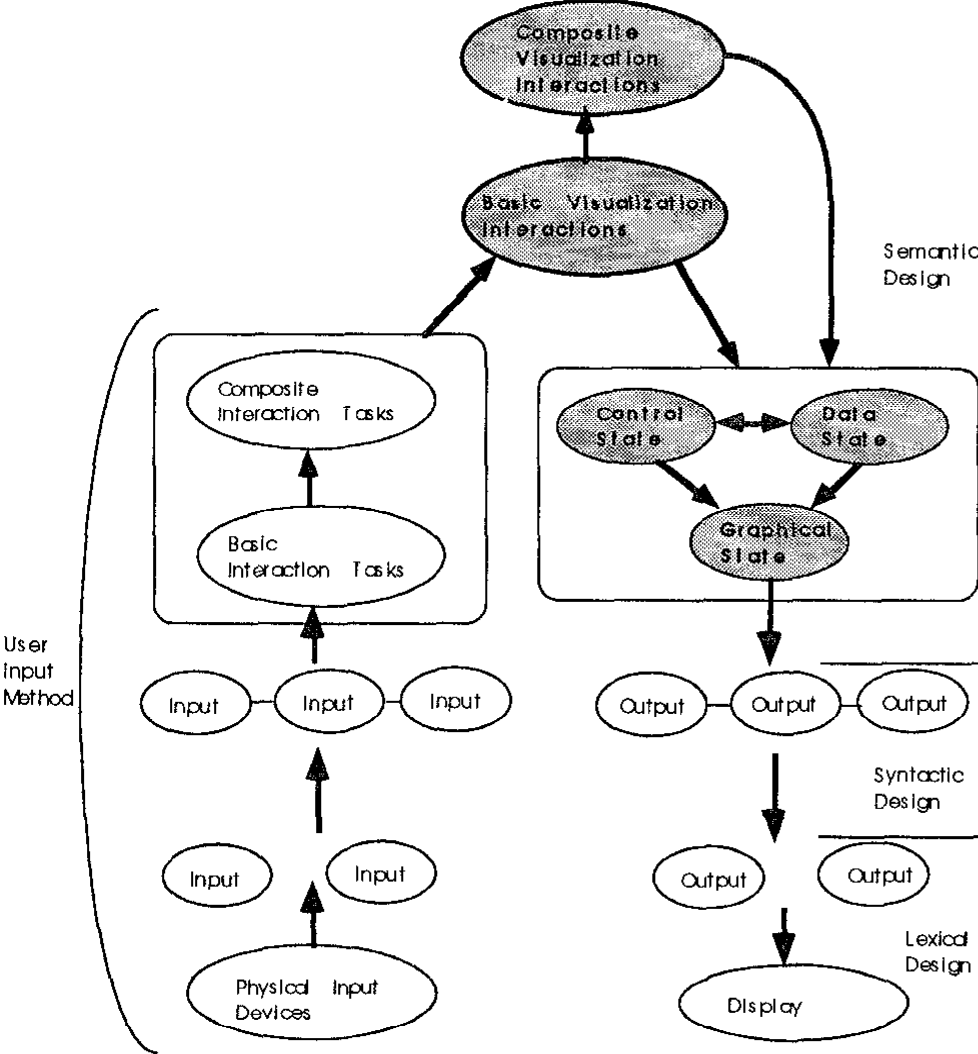 Composite
Visualization
Interactions
Basic Visualization
Interactions
Semantic
Design
Composite
Interaction Tasks
Control
State
Data
State
Basic
Interaction Tasks
Graphical
State
User
Input
Method
Input
Input
Input
Output
Output
Output
Syntactic
Design
Input
Input
Output
Output
Lexical
Design
Physical Input
Devices
Display